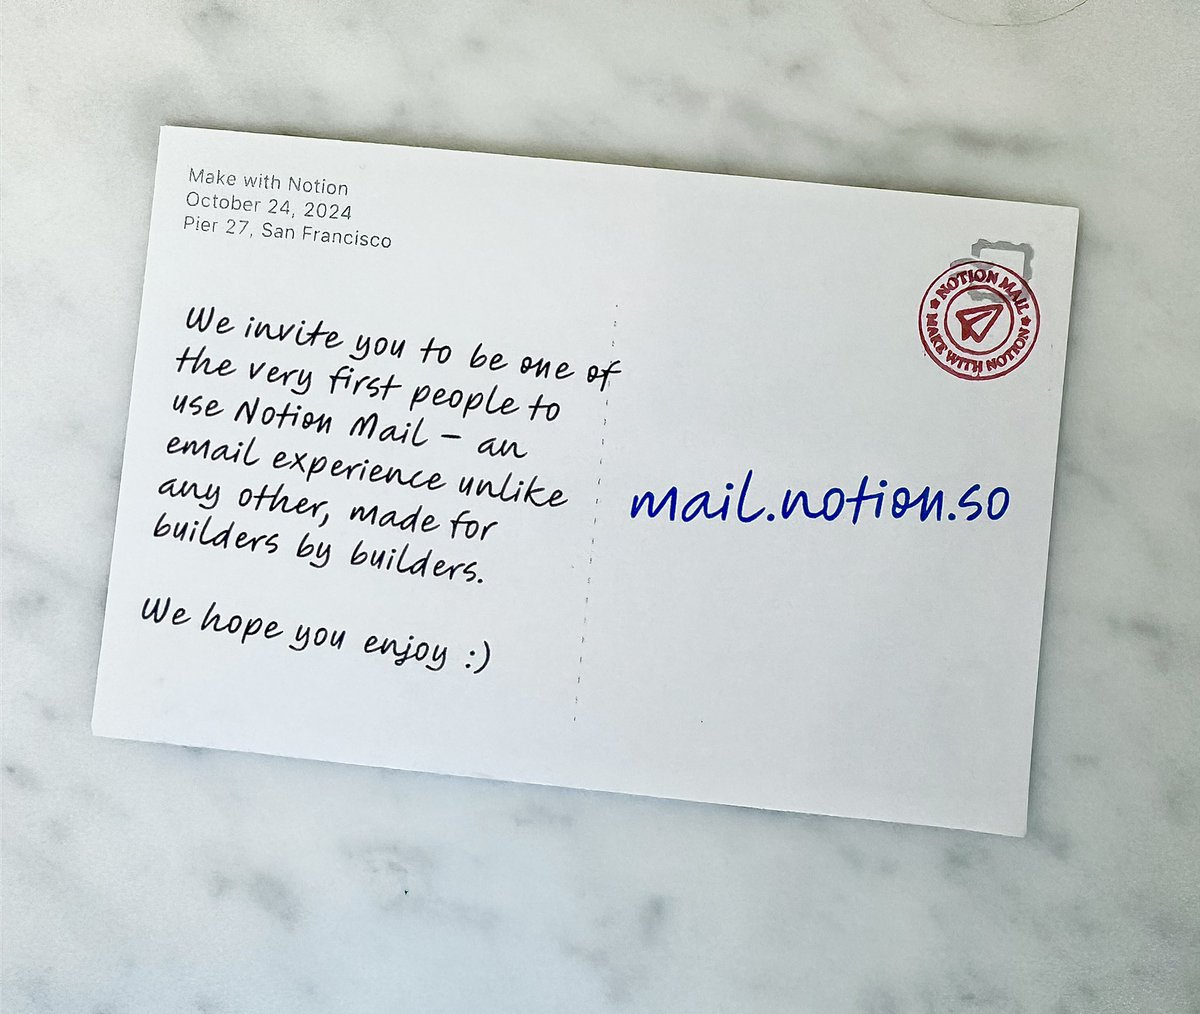 Make with Notion
October 24, 2024
Pier 27, San Francisco
We invite you to be one of
the very first people to
use Notion Mail – an
email experience unlike
any other, made for
builders by builders.
We hope you enjoy :)
NOTION MAIL
MAKE WITH NOTION
mail.notion.so